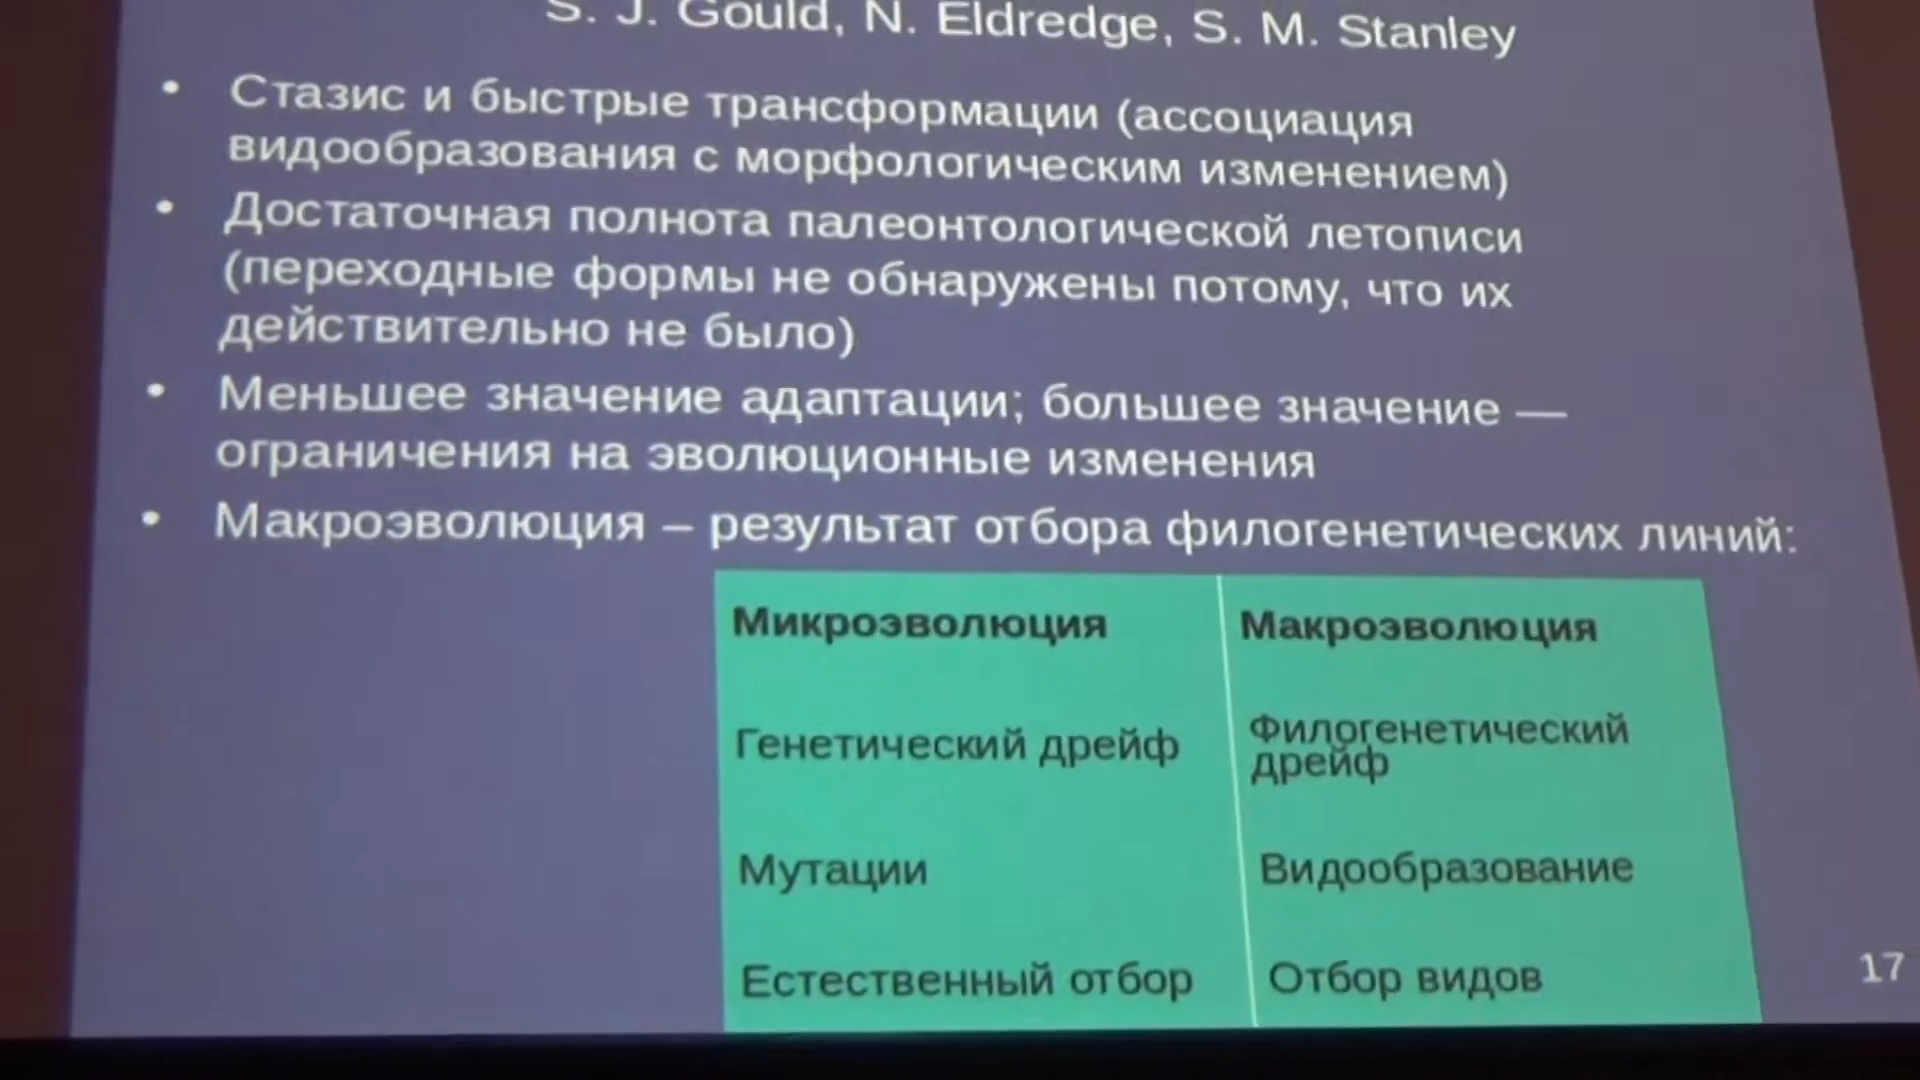 S. J. Gould, N. Eldredge, S. M. Stanley
• Стазис и быстрые трансформации (ассоциация
видообразования с морфологическим изменением)
• Достаточная полнота палеонтологической летописи
(переходные формы не обнаружены потому, что их
действительно не было)
• Меньшее значение адаптации; большее значение —
ограничения на эволюционные изменения
• Макроэволюция – результат отбора филогенетических линий:
Микроэволюция Макроэволюция
Генетический дрейф Филогенетический
дрейф
Мутации Видообразование
Естественный отбор Отбор видов
17